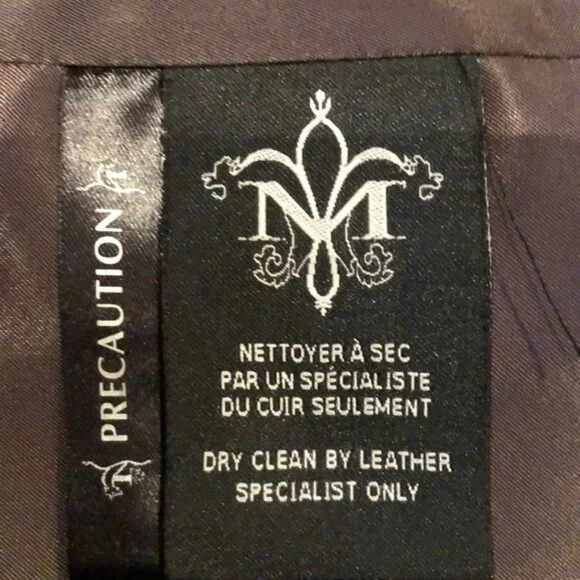 PRECAUTION
M
NETTOYER À SEC
PAR UN SPÉCIALISTE
DU CUIR SEULEMENT
DRY CLEAN BY LEATHER
SPECIALIST ONLY